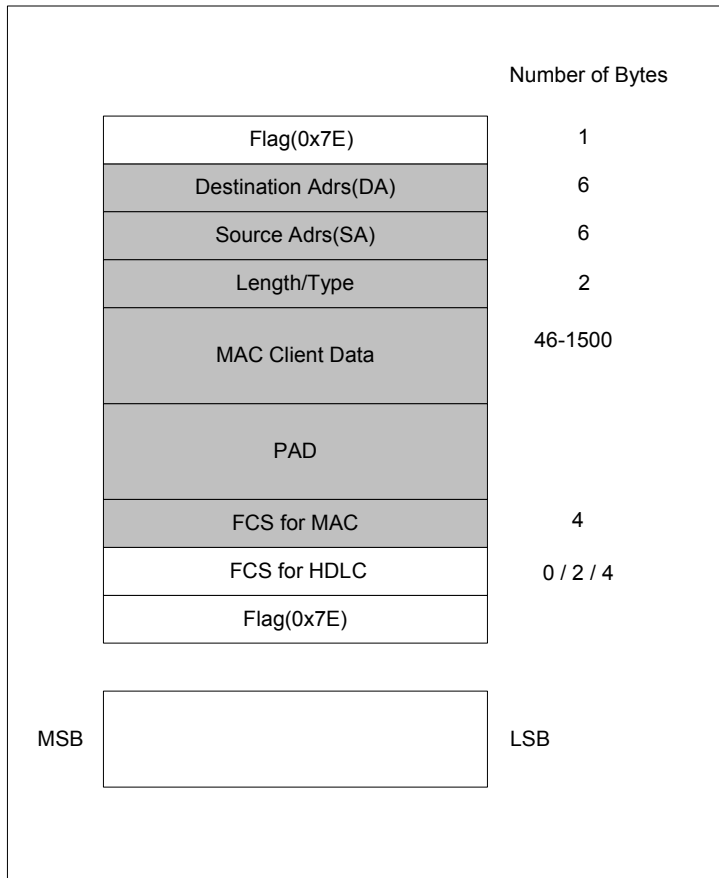 Number of Bytes
Flag(0x7E) 1
Destination Adrs(DA) 6
Source Adrs(SA) 6
Length/Type 2
MAC Client Data 46-1500
PAD
FCS for MAC 4
FCS for HDLC 0 / 2 / 4
Flag(0x7E)
MSB LSB